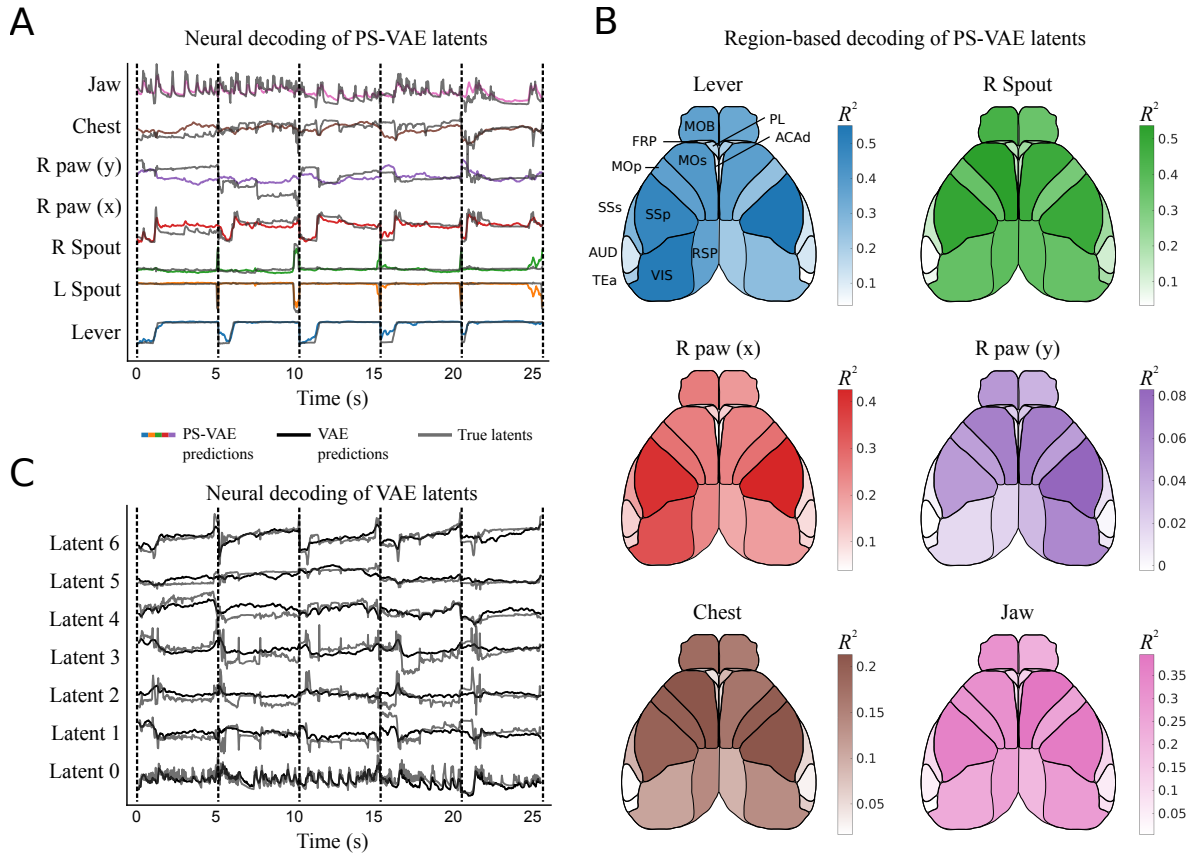 A
Neural decoding of PS-VAE latents
Jaw
Chest
R paw (y)
R paw (x)
R Spout
L Spout
Lever
0
5
10
15
20
25
Time (s)
PS-VAE predictions
VAE predictions
True latents
C
Neural decoding of VAE latents
Latent 6
Latent 5
Latent 4
Latent 3
Latent 2
Latent 1
Latent 0
0
5
10
15
20
25
Time (s)
B
Region-based decoding of PS-VAE latents
Lever
MOB
PL
FRP
ACAd
MOs
MOp
SSs
SSp
AUD
RSP
TEa
VIS
R²
0.5
0.4
0.3
0.2
0.1
R Spout
R²
0.5
0.4
0.3
0.2
0.1
R paw (x)
R²
0.4
0.3
0.2
0.1
R paw (y)
R²
0.08
0.06
0.04
0.02
0
Chest
R²
0.2
0.15
0.1
0.05
Jaw
R²
0.35
0.3
0.25
0.2
0.15
0.1
0.05